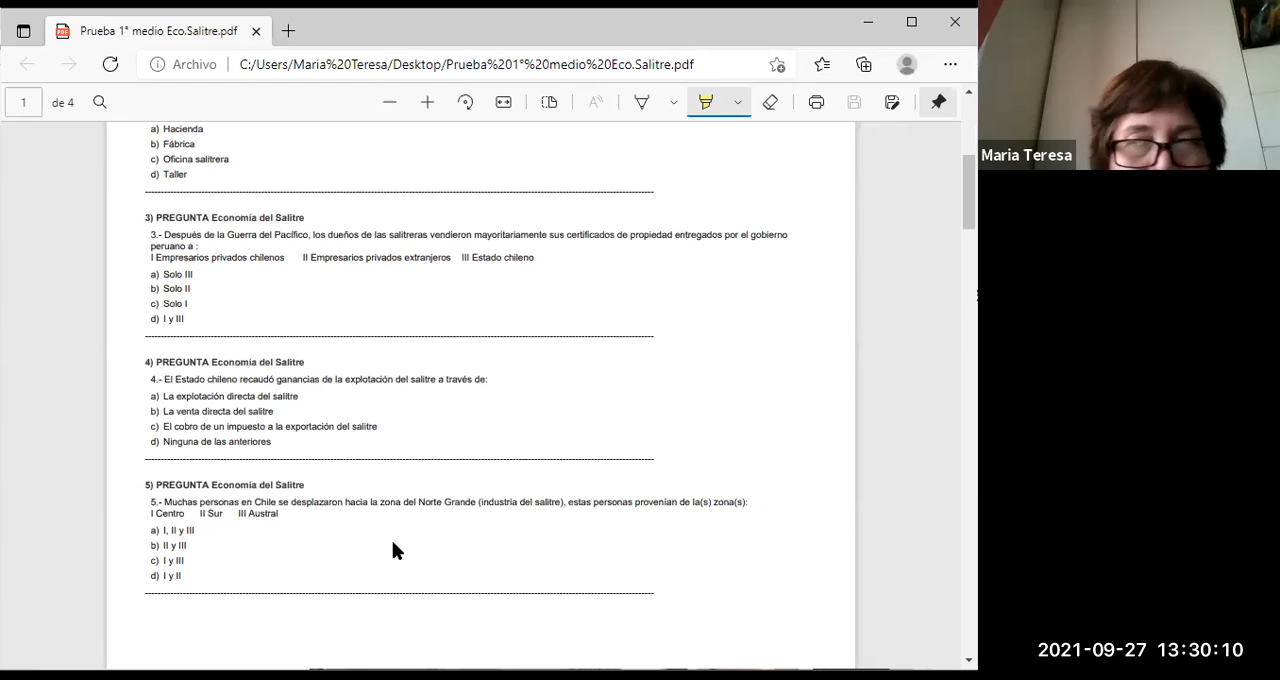 Prueba 1° medio Eco.Salitre.pdf
Archivo
C:/Users/Maria%20Teresa/Desktop/Prueba%201°%20medio%20Eco.Salitre.pdf
1 de 4
a) Hacienda
b) Fábrica
c) Oficina salitrera
d) Taller
3) PREGUNTA Economía del Salitre
3.- Después de la Guerra del Pacífico, los dueños de las salitreras vendieron mayoritariamente sus certificados de propiedad entregados por el gobierno
peruano a :
I Empresarios privados chilenos II Empresarios privados extranjeros III Estado chileno
a) Solo III
b) Solo II
c) Solo I
d) I y III
4) PREGUNTA Economía del Salitre
4.- El Estado chileno recaudó ganancias de la explotación del salitre a través de:
a) La explotación directa del salitre
b) La venta directa del salitre
c) El cobro de un impuesto a la exportación del salitre
d) Ninguna de las anteriores
5) PREGUNTA Economía del Salitre
5.- Muchas personas en Chile se desplazaron hacia la zona del Norte Grande (industria del salitre), estas personas provenían de la(s) zona(s):
I Centro II Sur III Austral
a) I, II y III
b) II y III
c) I y III
d) I y II
Maria Teresa
2021-09-27 13:30:10